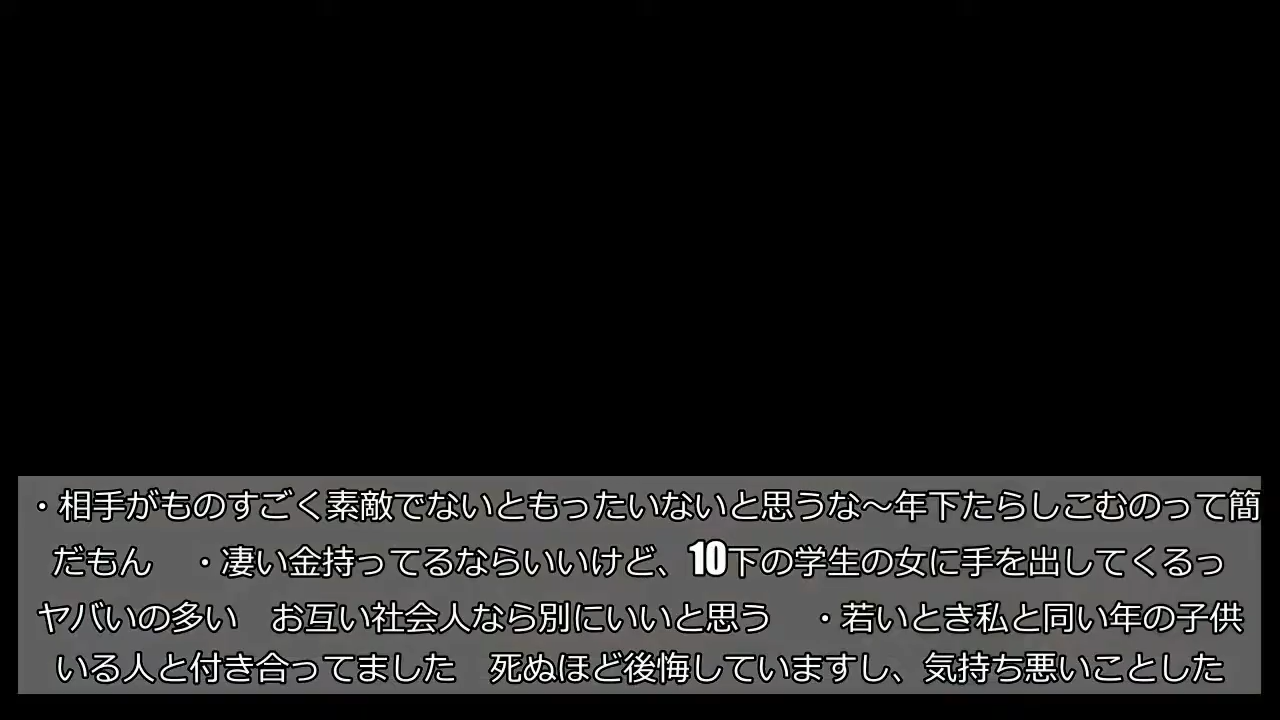 ・相手がものすごく素敵でないともったいないと思うな～年下たらしこむのって簡
だもん　・凄い金持ってるならいいけど、10下の学生の女に手を出してくるっ
ヤバいの多い　お互い社会人なら別にいいと思う　・若いとき私と同い年の子供
いる人と付き合ってました　死ぬほど後悔していますし、気持ち悪いことした